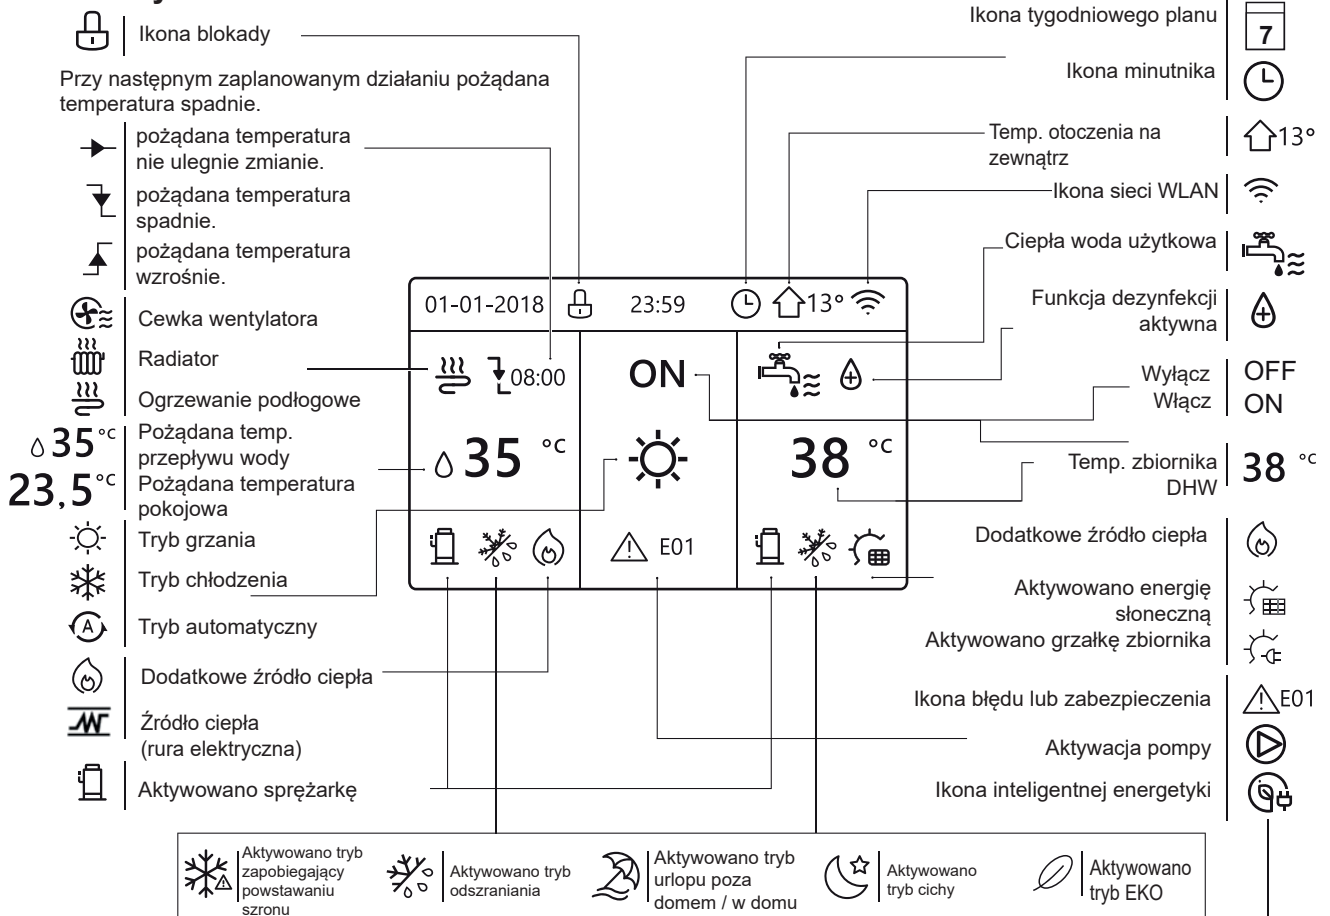 Ikona blokady
Przy następnym zaplanowanym działaniu pożądana
temperatura spadnie.
pożądana temperatura
nie ulegnie zmianie.
pożądana temperatura
spadnie.
pożądana temperatura
wzrośnie.
Cewka wentylatora
Radiator
Ogrzewanie podłogowe
35 °C
Pożądana temp.
przepływu wody
23,5 °C
Pożądana temperatura
pokojowa
Tryb grzania
Tryb chłodzenia
A
Tryb automatyczny
Dodatkowe źródło ciepła
Źródło ciepła
(rura elektryczna)
Aktywowano sprężarkę
01-01-2018
23:59
13°
08:00
ON
35 °C
38 °C
E01
Ikona tygodniowego planu
7
Ikona minutnika
Temp. otoczenia na
zewnątrz
13°
Ikona sieci WLAN
Ciepła woda użytkowa
Funkcja dezynfekcji
aktywna
Wyłącz
OFF
Włącz
ON
Temp. zbiornika
DHW
38 °C
Dodatkowe źródło ciepła
Aktywowano energię
słoneczną
Aktywowano grzałkę zbiornika
Ikona błędu lub zabezpieczenia
E01
Aktywacja pompy
Ikona inteligentnej energetyki
Aktywowano tryb
zapobiegający
powstawaniu
szronu
Aktywowano tryb
odszraniania
Aktywowano tryb
urlopu poza
domem / w domu
Aktywowano
tryb cichy
Aktywowano
tryb EKO